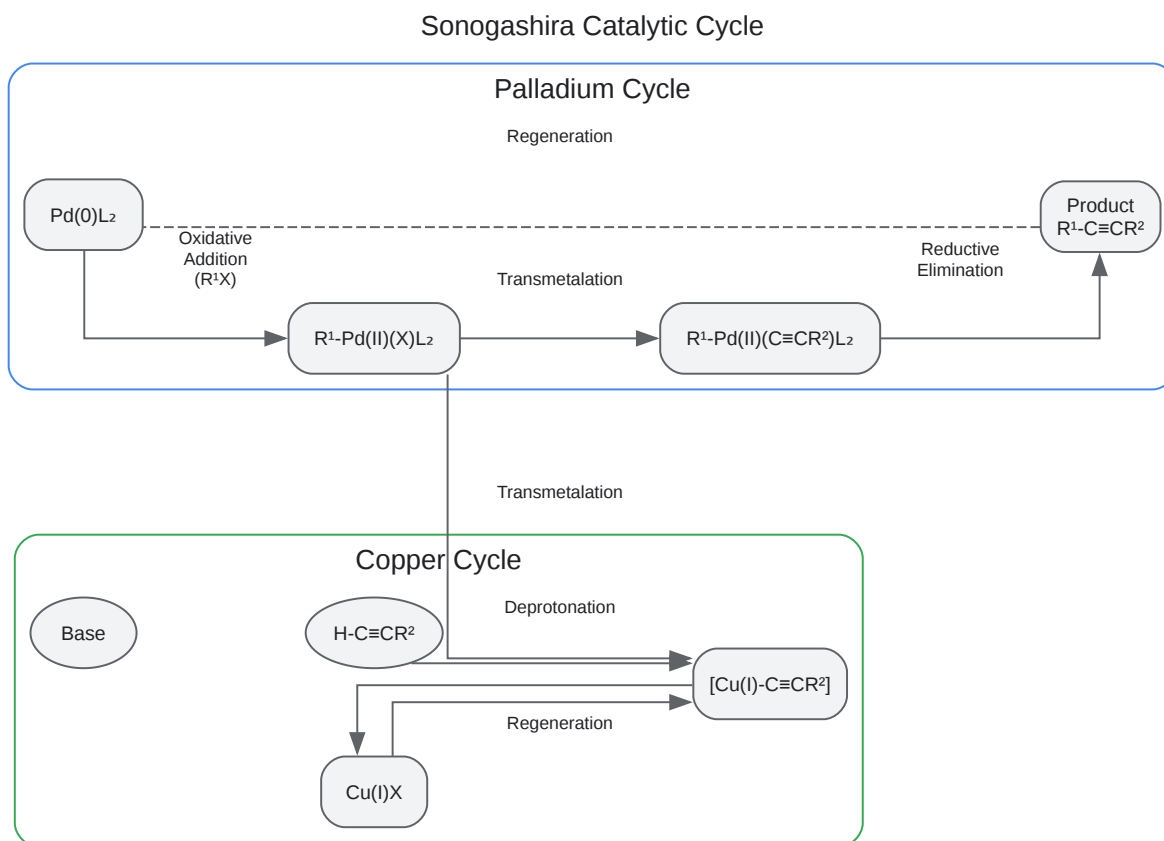 Sonogashira Catalytic Cycle
Palladium Cycle
Regeneration
Pd(0)L₂
Product
R¹-C≡CR²
Oxidative
Addition
(R¹X)
Transmetalation
Reductive
Elimination
R¹-Pd(II)(X)L₂
R¹-Pd(II)(C≡CR²)L₂
Transmetalation
Copper Cycle
Deprotonation
Base
H-C≡CR²
[Cu(I)-C≡CR²]
Regeneration
Cu(I)X